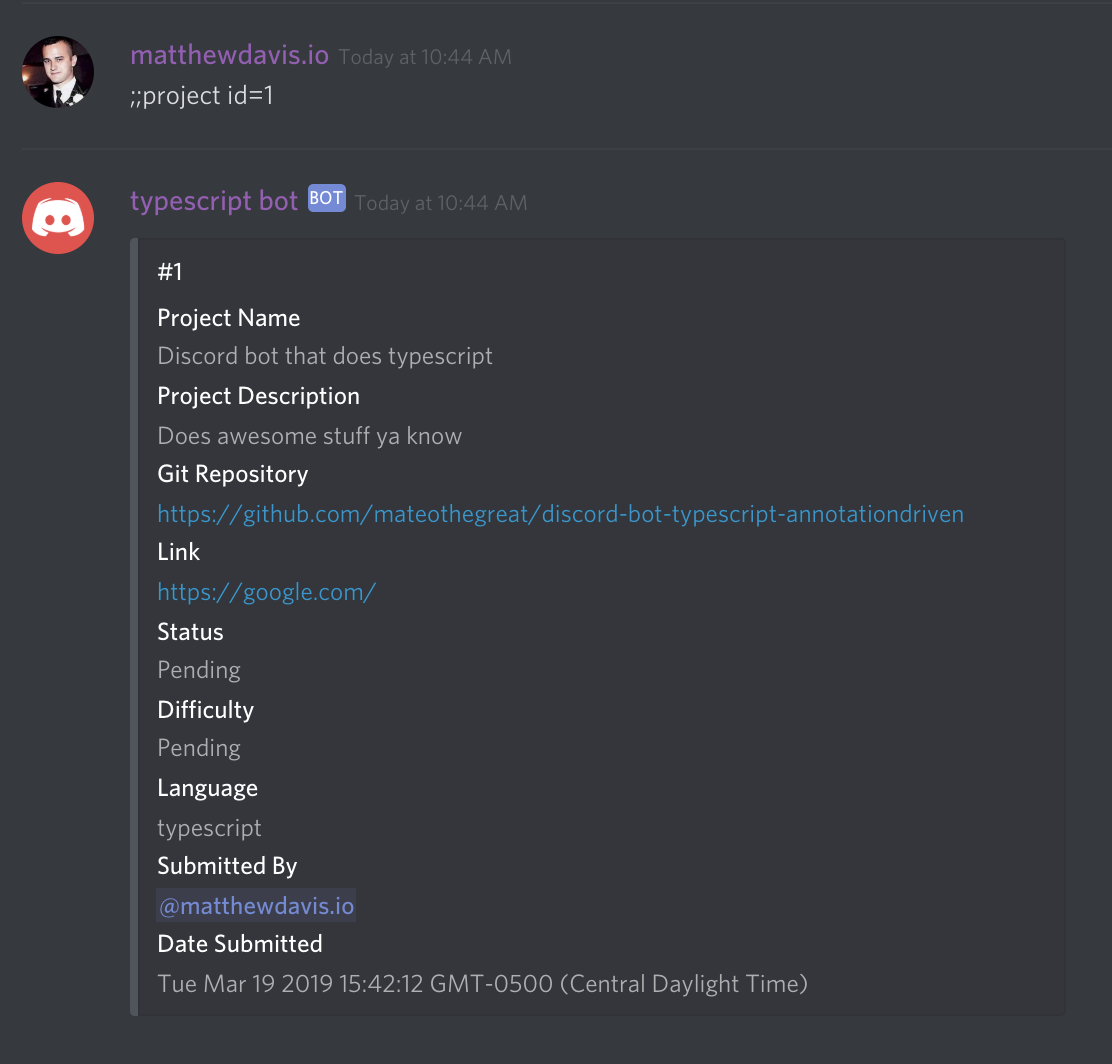 matthewdavis.io Today at 10:44 AM
;;project id=1
typescript bot BOT Today at 10:44 AM
#1
Project Name
Discord bot that does typescript
Project Description
Does awesome stuff ya know
Git Repository
https://github.com/mateothegreat/discord-bot-typescript-annotationdriven
Link
https://google.com/
Status
Pending
Difficulty
Pending
Language
typescript
Submitted By
@matthewdavis.io
Date Submitted
Tue Mar 19 2019 15:42:12 GMT-0500 (Central Daylight Time)